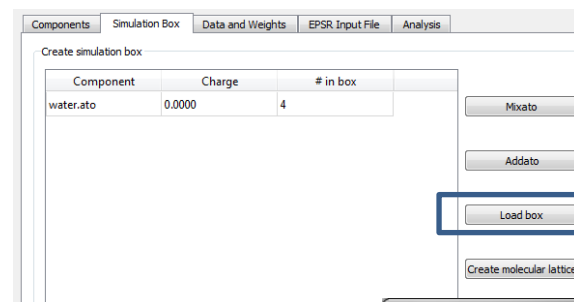 Components Simulation Box Data and Weights EPSR Input File Analysis
Create simulation box
Component Charge # in box
water.ato 0.0000 4
Mixato
Addato
Load box
Create molecular lattice